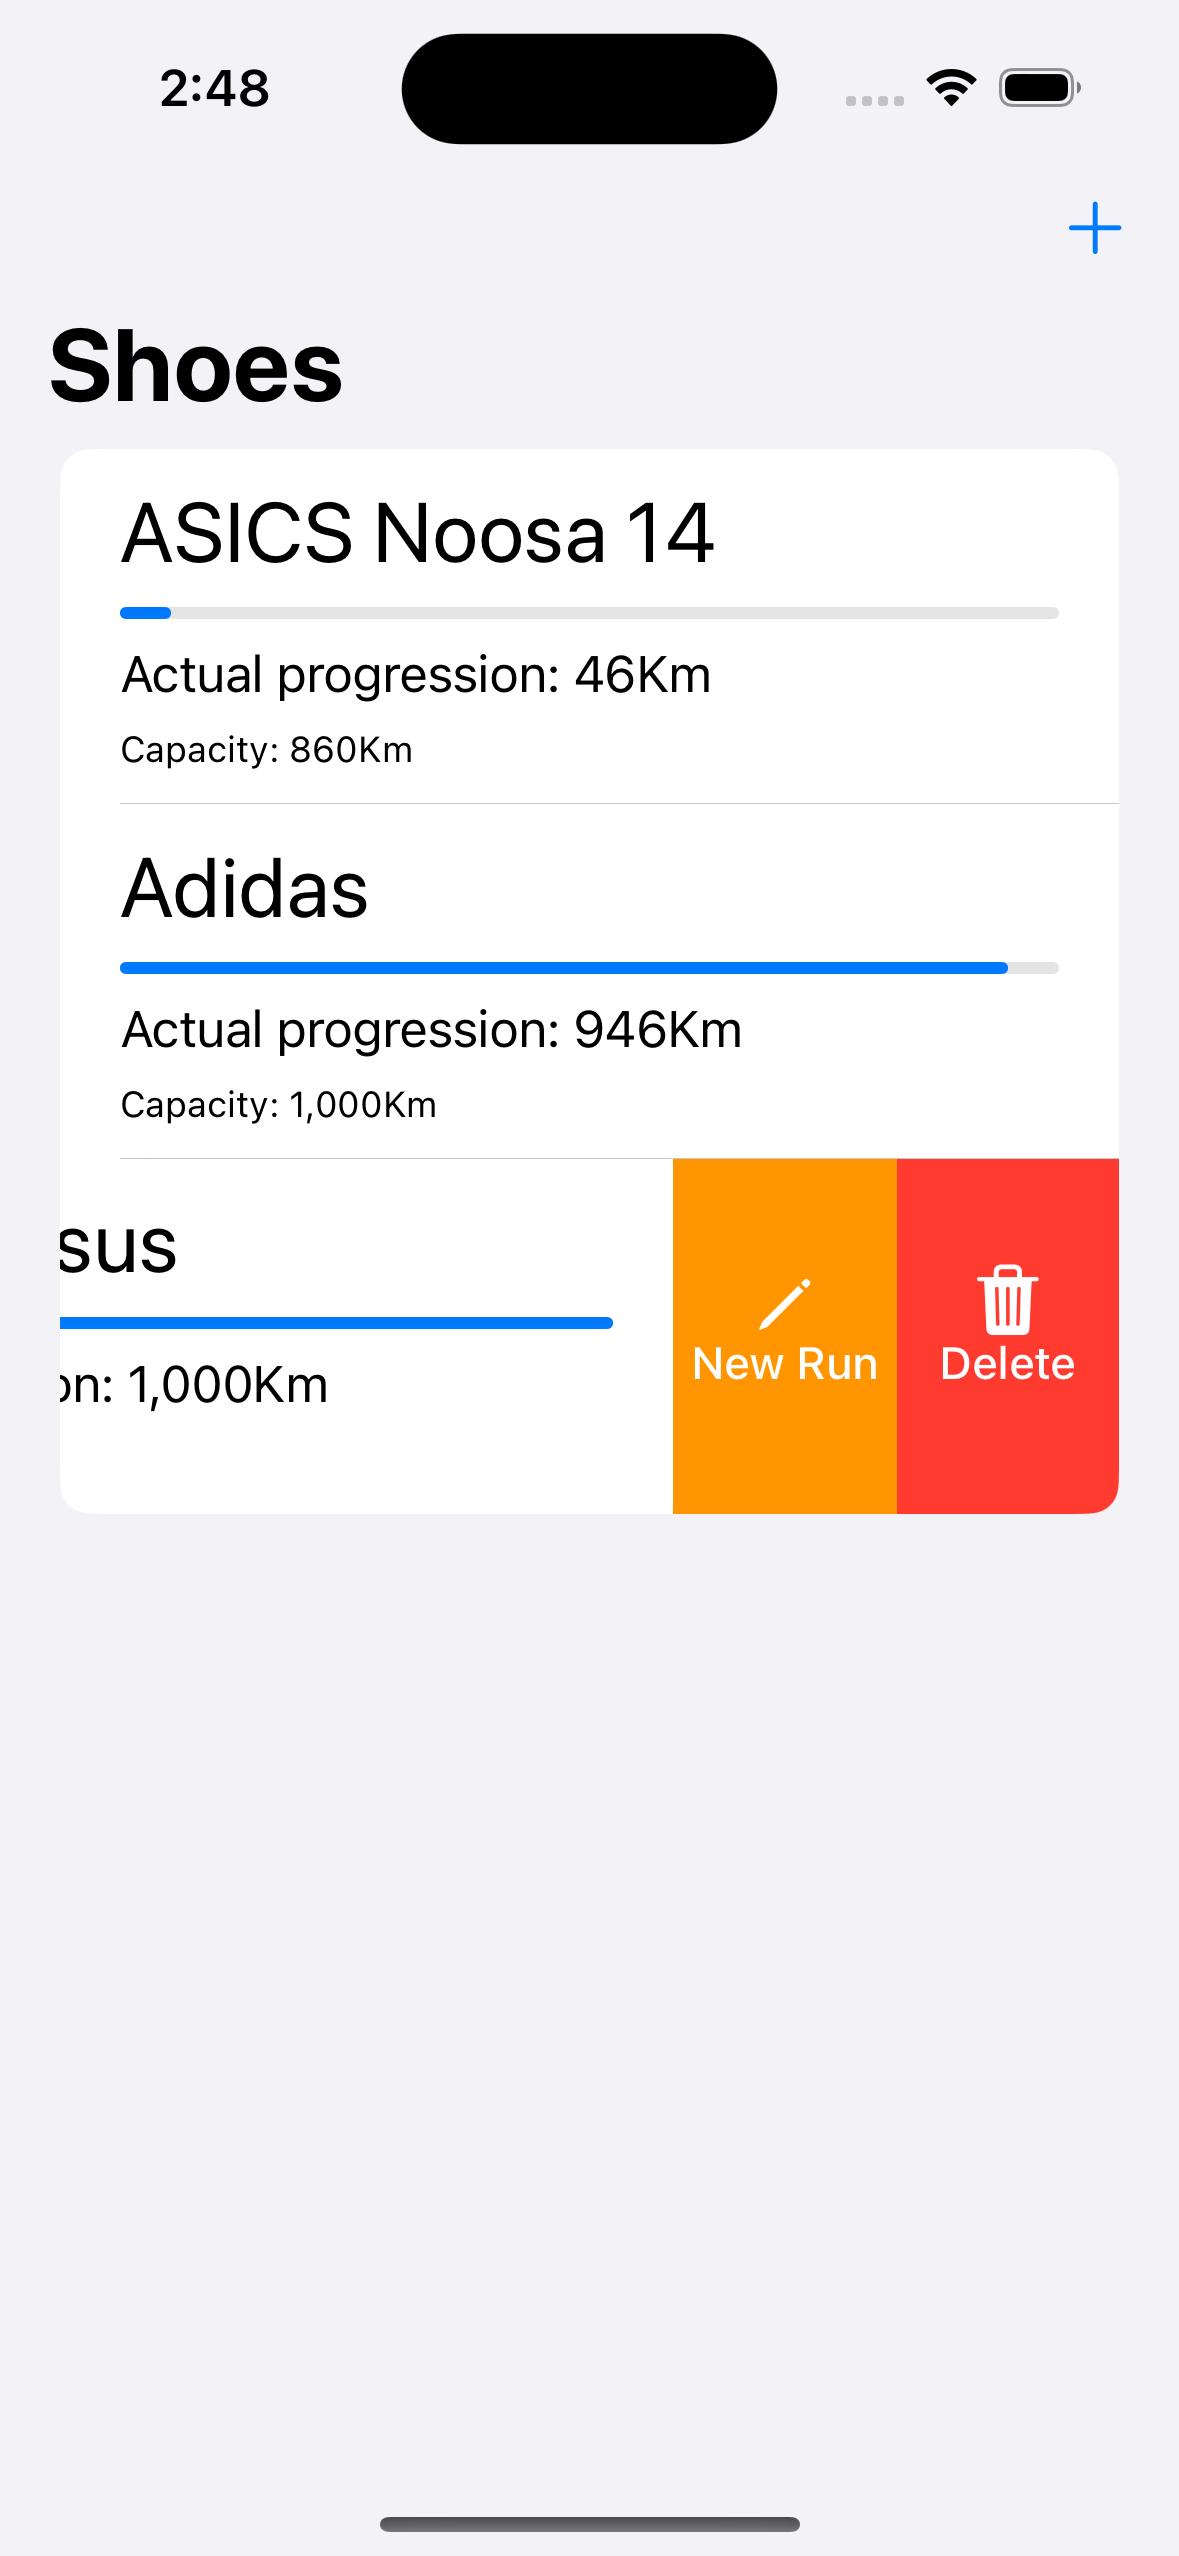 2:48
Shoes
ASICS Noosa 14
Actual progression: 46Km
Capacity: 860Km
Adidas
Actual progression: 946Km
Capacity: 1,000Km
sus
on: 1,000Km
New Run
Delete